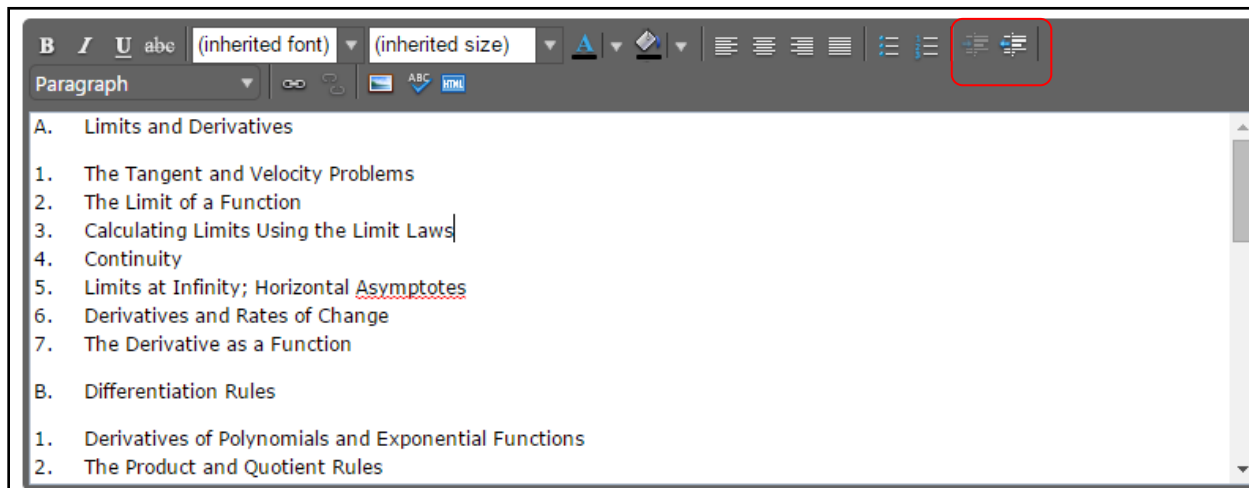 B I U abc (inherited font) (inherited size) A
Paragraph ABC HTML
A. Limits and Derivatives
1. The Tangent and Velocity Problems
2. The Limit of a Function
3. Calculating Limits Using the Limit Laws
4. Continuity
5. Limits at Infinity; Horizontal Asymptotes
6. Derivatives and Rates of Change
7. The Derivative as a Function
B. Differentiation Rules
1. Derivatives of Polynomials and Exponential Functions
2. The Product and Quotient Rules